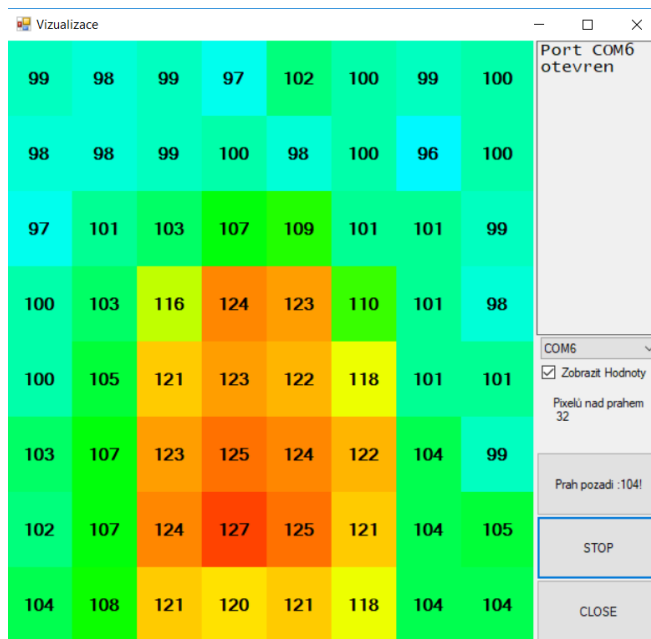 Vizualizace
99 98 99 97 102 100 99 100
98 98 99 100 98 100 96 100
97 101 103 107 109 101 101 99
100 103 116 124 123 110 101 98
100 105 121 123 122 118 101 101
103 107 123 125 124 122 104 99
102 107 124 127 125 121 104 105
104 108 121 120 121 118 104 104
Port COM6
otevren
COM6
Zobrazit Hodnoty
Pixelů nad prahem
32
Prah pozadi :104!
STOP
CLOSE